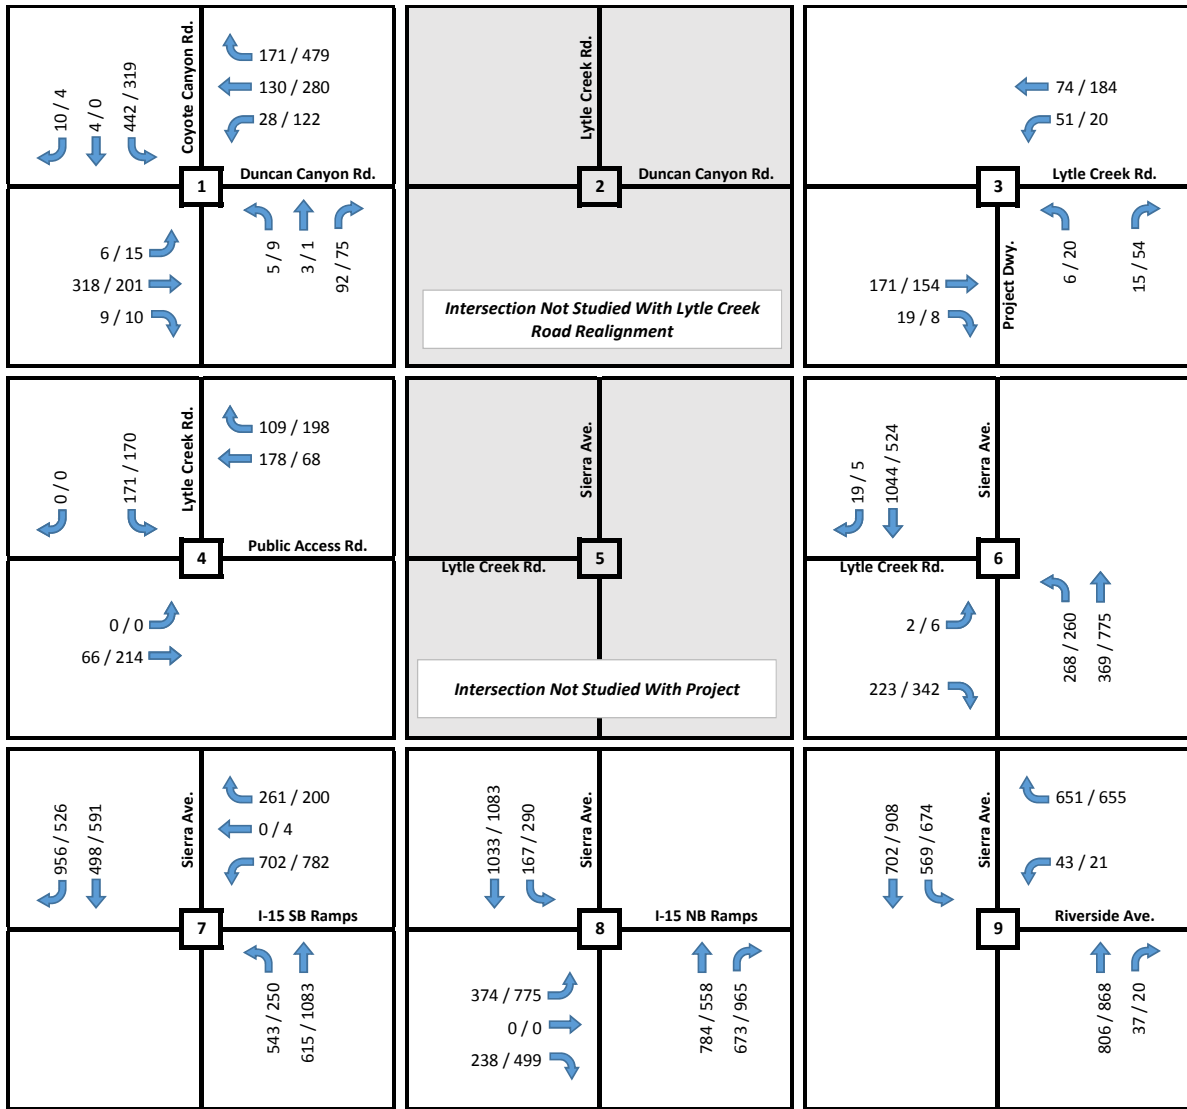 Coyote Canyon Rd.
10 / 4
4 / 0
442 / 319
171 / 479
130 / 280
28 / 122
1
Duncan Canyon Rd.
6 / 15
318 / 201
9 / 10
5 / 9
3 / 1
92 / 75
Lytle Creek Rd.
2
Duncan Canyon Rd.
Intersection Not Studied With Lytle Creek
Road Realignment
74 / 184
51 / 20
3
Lytle Creek Rd.
171 / 154
19 / 8
Project Dwy.
6 / 20
15 / 54
Lytle Creek Rd.
0 / 0
171 / 170
109 / 198
178 / 68
4
Public Access Rd.
0 / 0
66 / 214
Sierra Ave.
5
Lytle Creek Rd.
Intersection Not Studied With Project
19 / 5
1044 / 524
Sierra Ave.
6
Lytle Creek Rd.
2 / 6
223 / 342
268 / 260
369 / 775
956 / 526
498 / 591
Sierra Ave.
261 / 200
0 / 4
702 / 782
7
I-15 SB Ramps
543 / 250
615 / 1083
1033 / 1083
167 / 290
Sierra Ave.
8
I-15 NB Ramps
374 / 775
0 / 0
238 / 499
784 / 558
673 / 965
702 / 908
569 / 674
Sierra Ave.
651 / 655
43 / 21
9
Riverside Ave.
806 / 868
37 / 20